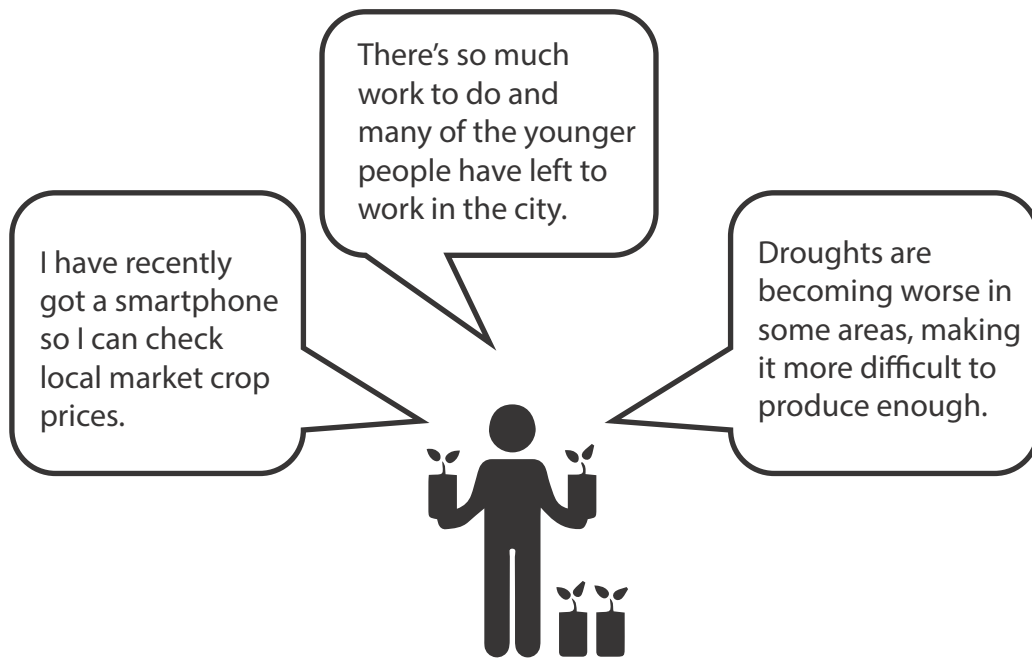 There’s so much
work to do and
many of the younger
people have left to
work in the city.
I have recently
got a smartphone
so I can check
local market crop
prices.
Droughts are
becoming worse in
some areas, making
it more difficult to
produce enough.